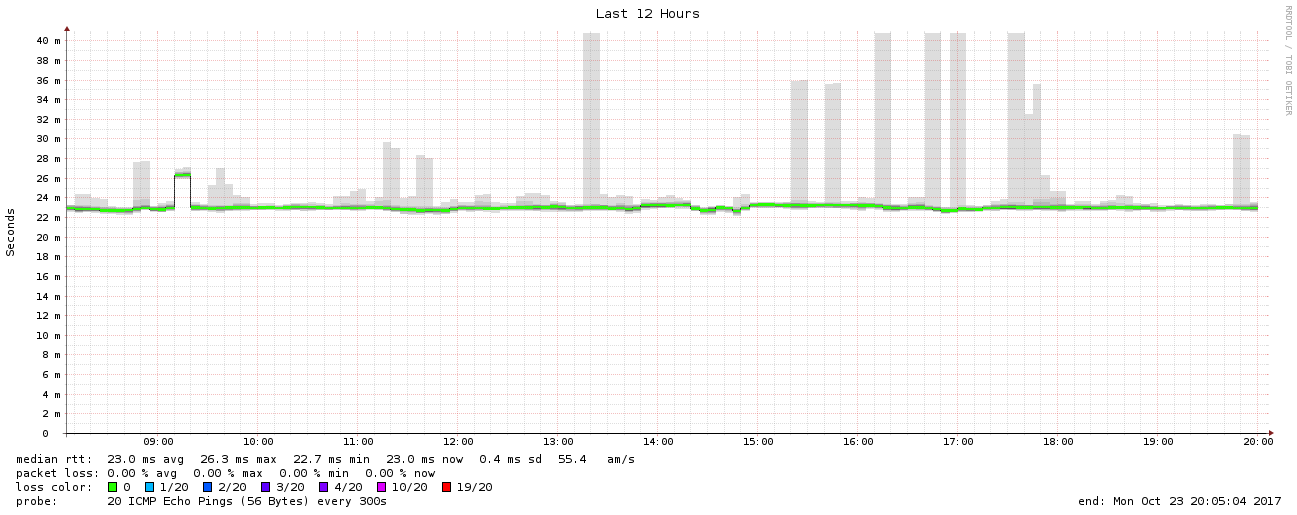 Last 12 Hours
RRDTOOL / TOBI OETIKER
Seconds
40 m
38 m
36 m
34 m
32 m
30 m
28 m
26 m
24 m
22 m
20 m
18 m
16 m
14 m
12 m
10 m
8 m
6 m
4 m
2 m
0
09:00 10:00 11:00 12:00 13:00 14:00 15:00 16:00 17:00 18:00 19:00 20:00
median rtt: 23.0 ms avg 26.3 ms max 22.7 ms min 23.0 ms now 0.4 ms sd 55.4 am/s
packet loss: 0.00 % avg 0.00 % max 0.00 % min 0.00 % now
loss color: 0 1/20 2/20 3/20 4/20 10/20 19/20
probe: 20 ICMP Echo Pings (56 Bytes) every 300s end: Mon Oct 23 20:05:04 2017